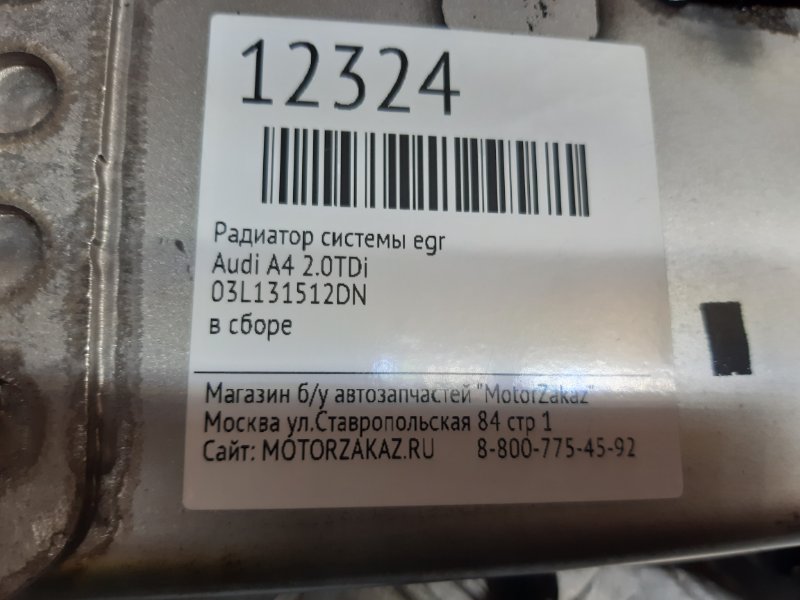 12324
Радиатор системы egr
Audi A4 2.0TDi
03L131512DN
в сборе
Магазин б/у автозапчастей "MotorZakaz"
Москва ул.Ставропольская 84 стр 1
Сайт: MOTORZAKAZ.RU 8-800-775-45-92